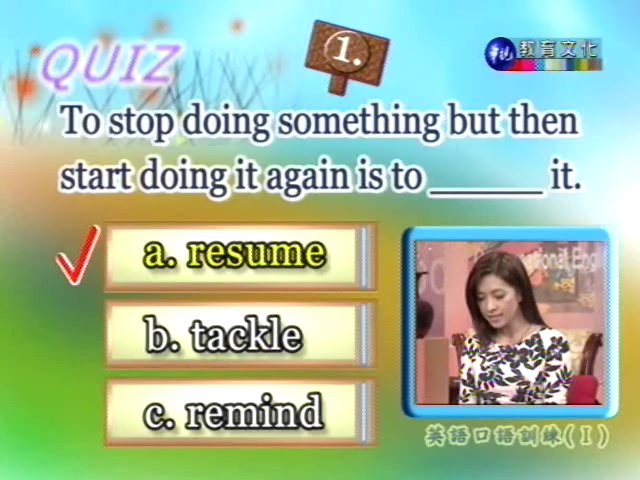 QUIZ
1.
華視 教育文化
To stop doing something but then
start doing it again is to ______ it.
a. resume
b. tackle
c. remind
英語口語訓練(I)